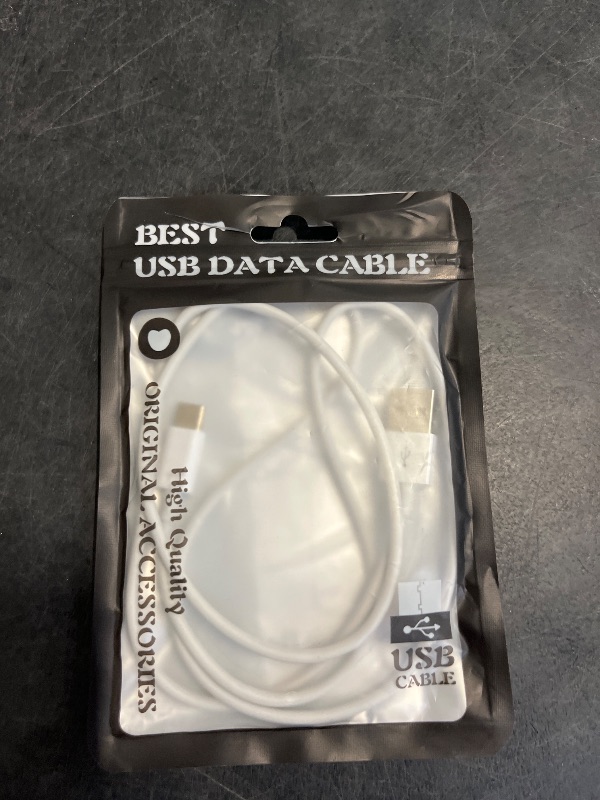 BEST
USB DATA CABLE
ORIGINAL ACCESSORIES
High Quality
USB
CABLE